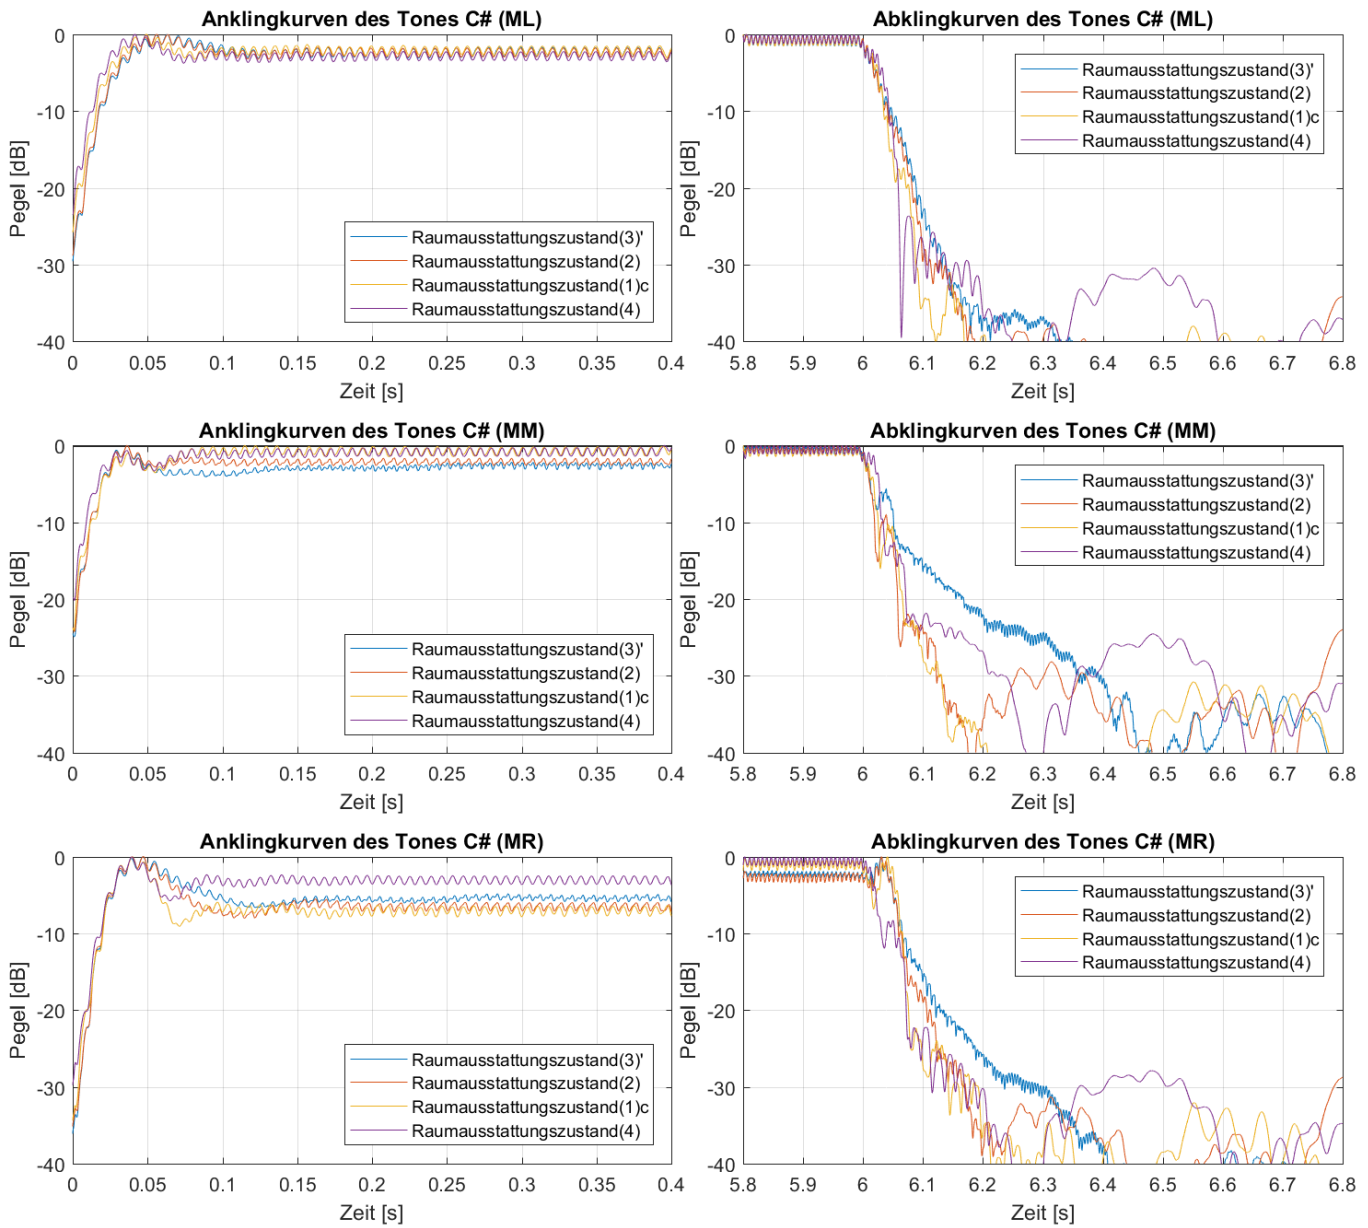 Anklingkurven des Tones C# (ML)
0
-10
-20
-30
-40
Pegel [dB]
Raumausstattungszustand(3)'
Raumausstattungszustand(2)
Raumausstattungszustand(1)c
Raumausstattungszustand(4)
0 0.05 0.1 0.15 0.2 0.25 0.3 0.35 0.4
Zeit [s]
Abklingkurven des Tones C# (ML)
0
-10
-20
-30
-40
Pegel [dB]
Raumausstattungszustand(3)'
Raumausstattungszustand(2)
Raumausstattungszustand(1)c
Raumausstattungszustand(4)
5.8 5.9 6 6.1 6.2 6.3 6.4 6.5 6.6 6.7 6.8
Zeit [s]
Anklingkurven des Tones C# (MM)
0
-10
-20
-30
-40
Pegel [dB]
Raumausstattungszustand(3)'
Raumausstattungszustand(2)
Raumausstattungszustand(1)c
Raumausstattungszustand(4)
0 0.05 0.1 0.15 0.2 0.25 0.3 0.35 0.4
Zeit [s]
Abklingkurven des Tones C# (MM)
0
-10
-20
-30
-40
Pegel [dB]
Raumausstattungszustand(3)'
Raumausstattungszustand(2)
Raumausstattungszustand(1)c
Raumausstattungszustand(4)
5.8 5.9 6 6.1 6.2 6.3 6.4 6.5 6.6 6.7 6.8
Zeit [s]
Anklingkurven des Tones C# (MR)
0
-10
-20
-30
-40
Pegel [dB]
Raumausstattungszustand(3)'
Raumausstattungszustand(2)
Raumausstattungszustand(1)c
Raumausstattungszustand(4)
0 0.05 0.1 0.15 0.2 0.25 0.3 0.35 0.4
Zeit [s]
Abklingkurven des Tones C# (MR)
0
-10
-20
-30
-40
Pegel [dB]
Raumausstattungszustand(3)'
Raumausstattungszustand(2)
Raumausstattungszustand(1)c
Raumausstattungszustand(4)
5.8 5.9 6 6.1 6.2 6.3 6.4 6.5 6.6 6.7 6.8
Zeit [s]